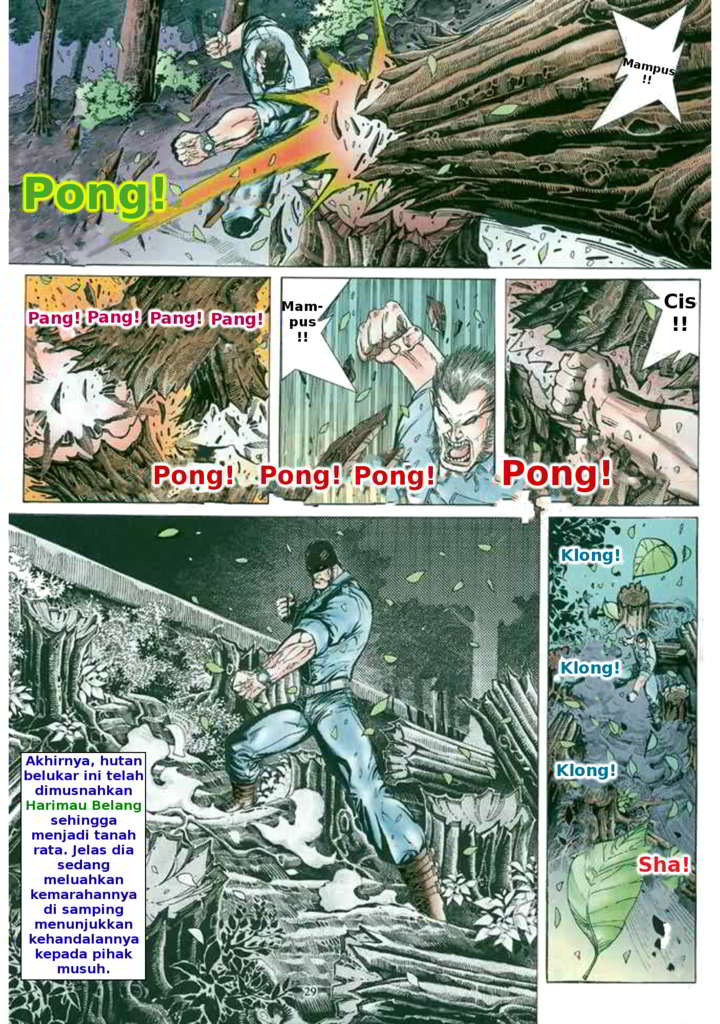 Mampus
!!
Pong!
Pang! Pang! Pang! Pang!
Mam-
pus
!!
Cis
!!
Pong! Pong! Pong! Pong!
Klong!
Klong!
Klong!
Sha!
Akhirnya, hutan
belukar ini telah
dimusnahkan
Harimau Belang
sehingga
menjadi tanah
rata. Jelas dia
sedang
meluahkan
kemarahannya
di samping
menunjukkan
kehandalannya
kepada pihak
musuh.
29